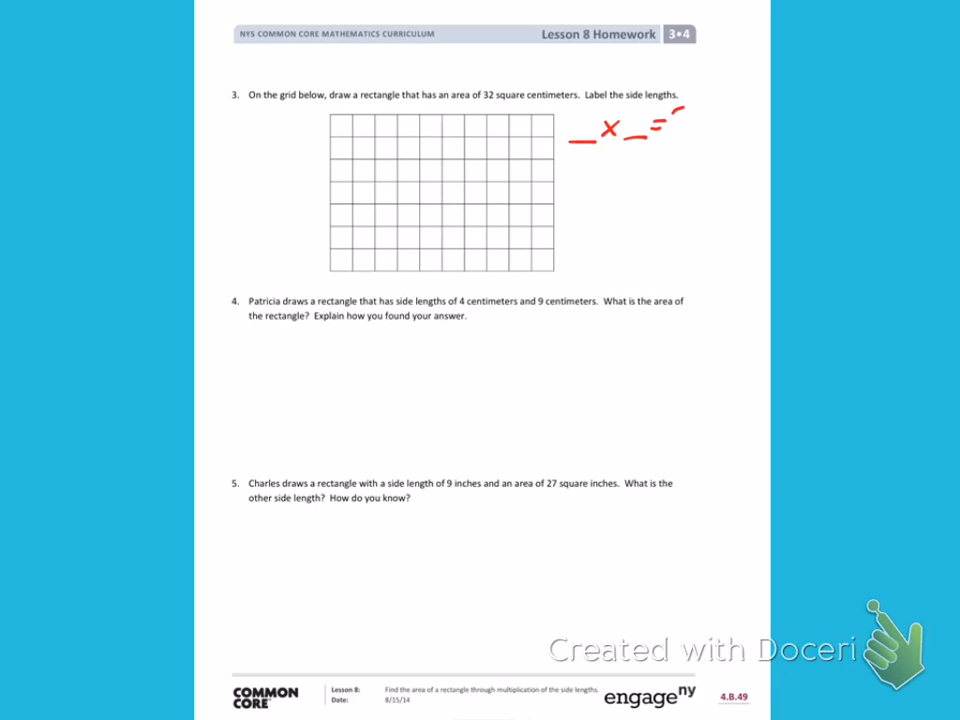 NYS COMMON CORE MATHEMATICS CURRICULUM Lesson 8 Homework 3•4
3. On the grid below, draw a rectangle that has an area of 32 square centimeters. Label the side lengths.
_ x _ =
4. Patricia draws a rectangle that has side lengths of 4 centimeters and 9 centimeters. What is the area of
the rectangle? Explain how you found your answer.
5. Charles draws a rectangle with a side length of 9 inches and an area of 27 square inches. What is the
other side length? How do you know?
Created with Doceri
COMMON
CORE
Lesson 8: Find the area of a rectangle through multiplication of the side lengths.
Date: 8/15/14
engage ny
4.B.49